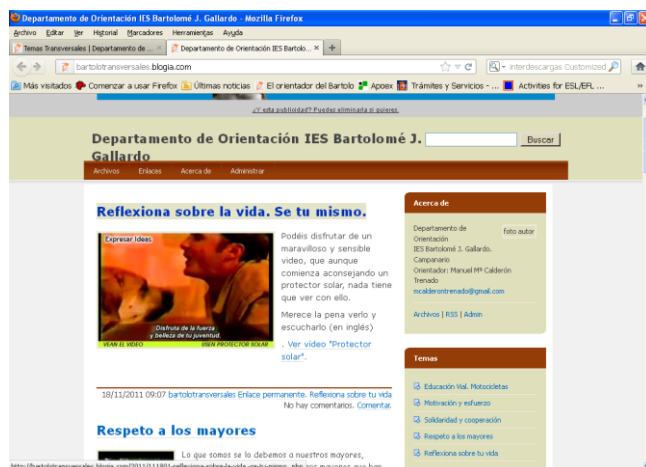 Departamento de Orientación IES Bartolomé J. Gallardo - Mozilla Firefox
Archivo Editar Ver Historial Marcadores Herramientas Ayuda
Temas Transversales | Departamento de ... × Departamento de Orientación IES Bartolo... × +
bartolotransversales.blogia.com Interdescargas Customized
Más visitados Comenzar a usar Firefox Últimas noticias El orientador del Bartolo Apoex Trámites y Servicios - ... Activities for ESL/EFL ... »
¿Y esta publicidad? Puedes eliminarla si quieres.
Departamento de Orientación IES Bartolomé J. Gallardo
Buscar
Archivos Enlaces Acerca de Administrar
Reflexiona sobre la vida. Se tu mismo.
Expresar Ideas
Disfruta de la fuerza
y belleza de tu juventud.
VEAN EL VIDEO USEN PROTECTOR SOLAR
Podéis disfrutar de un
maravilloso y sensible
video, que aunque
comienza aconsejando un
protector solar, nada tiene
que ver con ello.
Merece la pena verlo y
escucharlo (en inglés)
. Ver vídeo "Protector
solar".
18/11/2011 09:07 bartolotransversales Enlace permanente. Reflexiona sobre tu vida
No hay comentarios. Comentar.
Respeto a los mayores
Lo que somos se lo debemos a nuestros mayores,
Acerca de
Departamento de
Orientación
IES Bartolomé J. Gallardo.
Campanario
Orientador: Manuel Mª Calderón
Trenado
mcalderontrenado@gmail.com
foto autor
Archivos | RSS | Admin
Temas
Educación Vial. Motocicletas
Motivación y esfuerzo
Solidaridad y cooperación
Respeto a los mayores
Reflexiona sobre tu vida